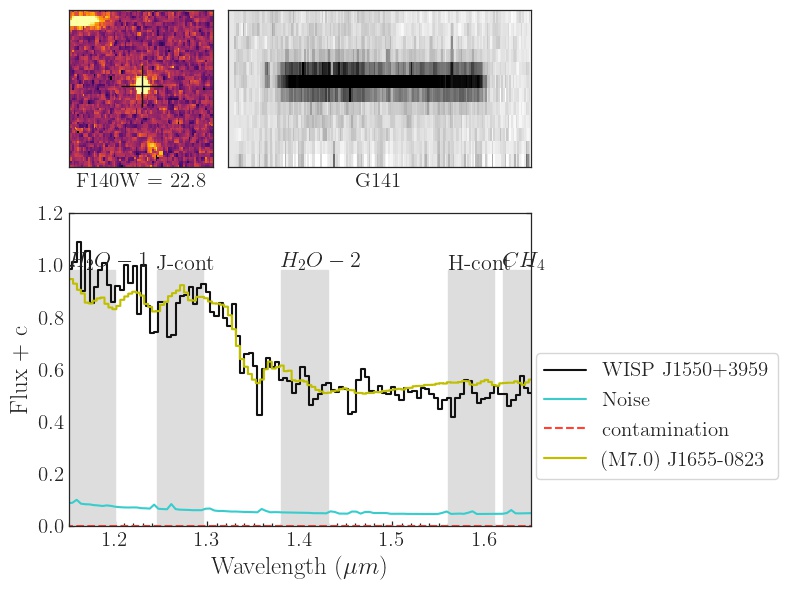 F140W = 22.8
G141
H₂O − 1
J-cont
H₂O − 2
H-cont
CH₄
1.2
1.0
0.8
0.6
0.4
0.2
0.0
Flux + c
1.2
1.3
1.4
1.5
1.6
Wavelength (μm)
WISP J1550+3959
Noise
contamination
(M7.0) J1655-0823